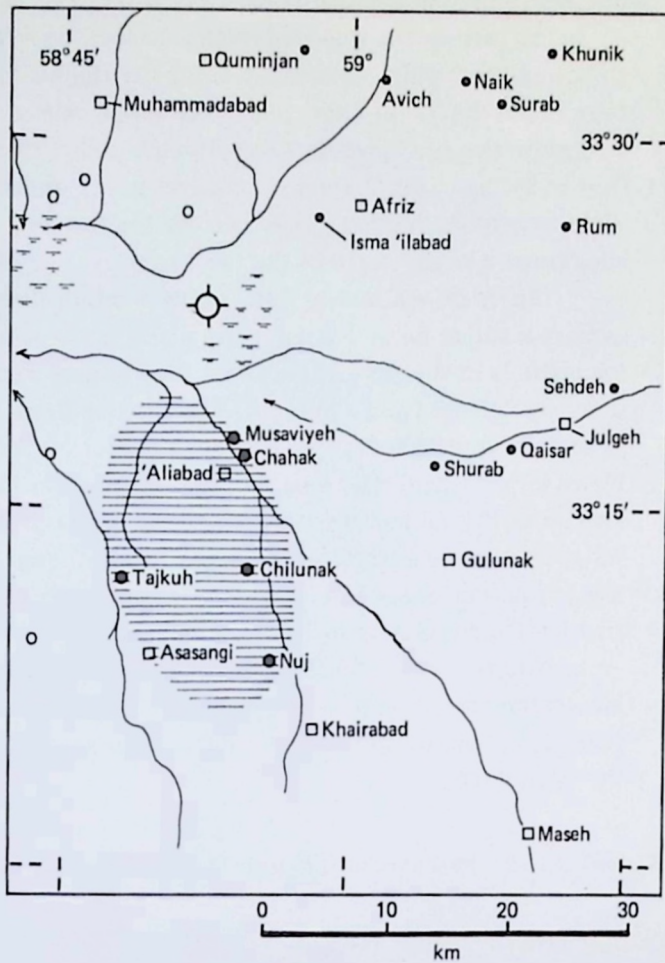 58°45′
Quminjan
59°
Khunik
Muhammadabad
Avich
Naik
Surab
33°30′
Afriz
Isma ‘ilabad
Rum
Sehdeh
Julgeh
Musaviyeh
Chahak
Qaisar
‘Aliabad
Shurab
33°15′
Gulunak
Tajkuh
Chilunak
Asasangi
Nuj
Khairabad
Maseh
0 10 20 30
km